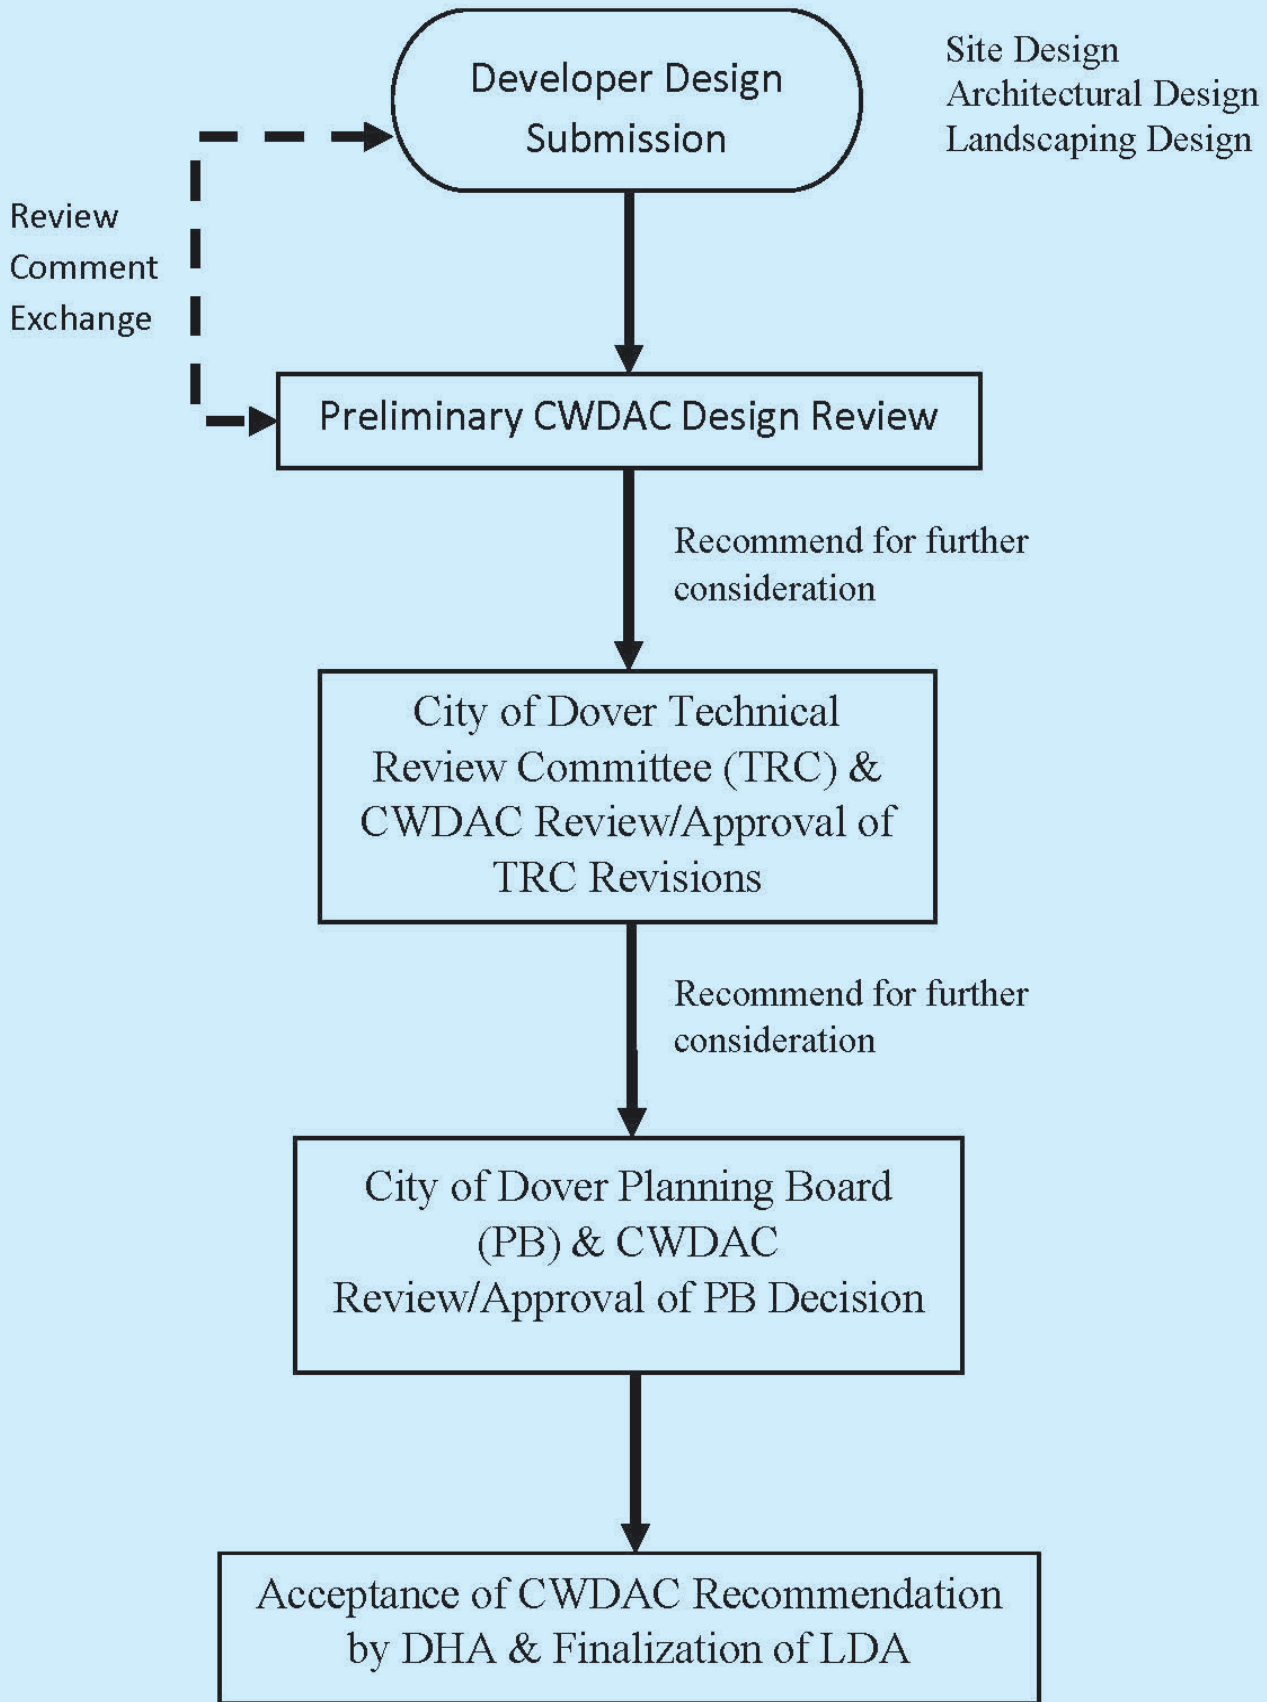 Developer Design
Submission
Site Design
Architectural Design
Landscaping Design
Review
Comment
Exchange
Preliminary CWDAC Design Review
Recommend for further
consideration
City of Dover Technical
Review Committee (TRC) &
CWDAC Review/Approval of
TRC Revisions
Recommend for further
consideration
City of Dover Planning Board
(PB) & CWDAC
Review/Approval of PB Decision
Acceptance of CWDAC Recommendation
by DHA & Finalization of LDA